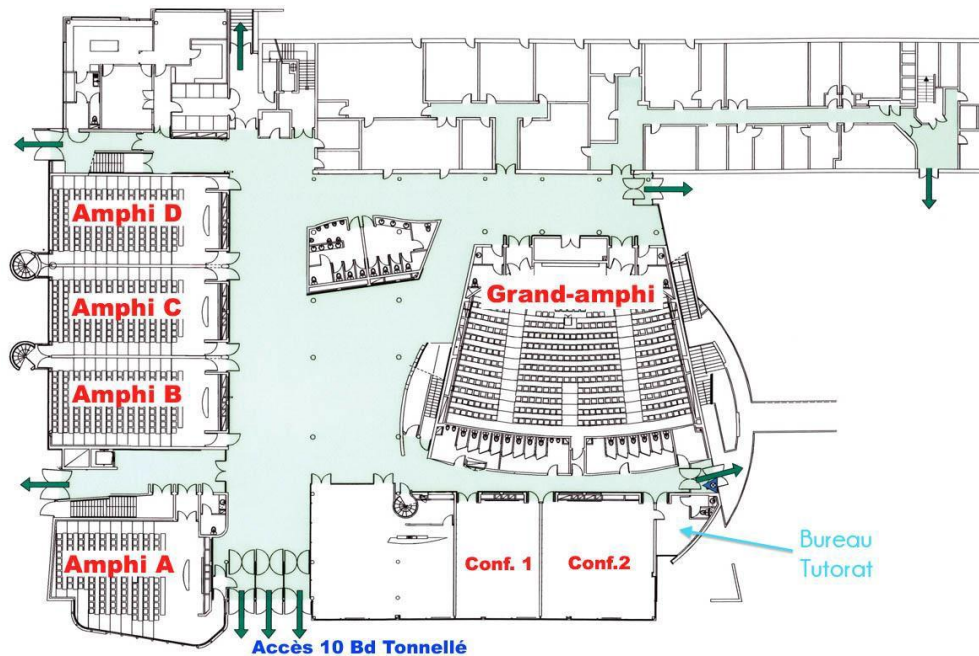 Amphi D
Grand-amphi
Amphi C
Amphi B
Bureau
Tutorat
Amphi A
Conf. 1
Conf.2
Accès 10 Bd Tonnellé